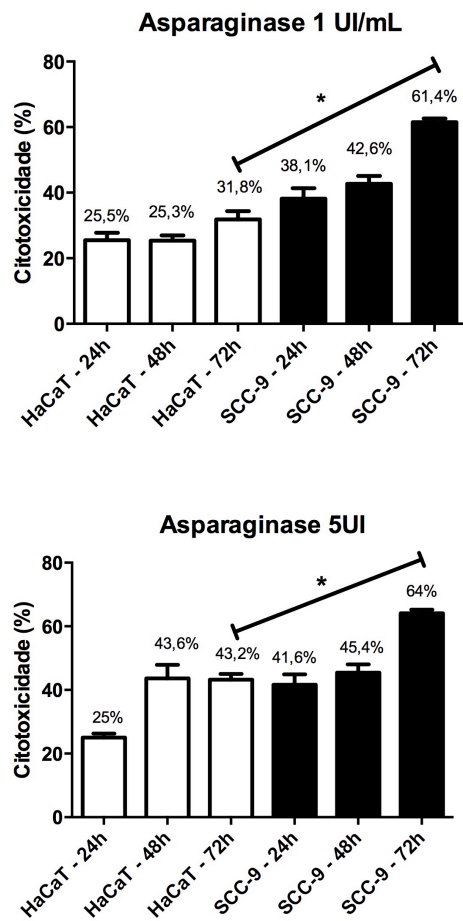 Asparaginase 1 UI/mL
Citotoxicidade (%)
80
60
40
20
0
25,5%
25,3%
31,8%
38,1%
42,6%
61,4%
*
HaCaT - 24h
HaCaT - 48h
HaCaT - 72h
SCC-9 - 24h
SCC-9 - 48h
SCC-9 - 72h
Asparaginase 5UI
Citotoxicidade (%)
80
60
40
20
0
25%
43,6%
43,2%
41,6%
45,4%
64%
*
HaCaT - 24h
HaCaT - 48h
HaCaT - 72h
SCC-9 - 24h
SCC-9 - 48h
SCC-9 - 72h